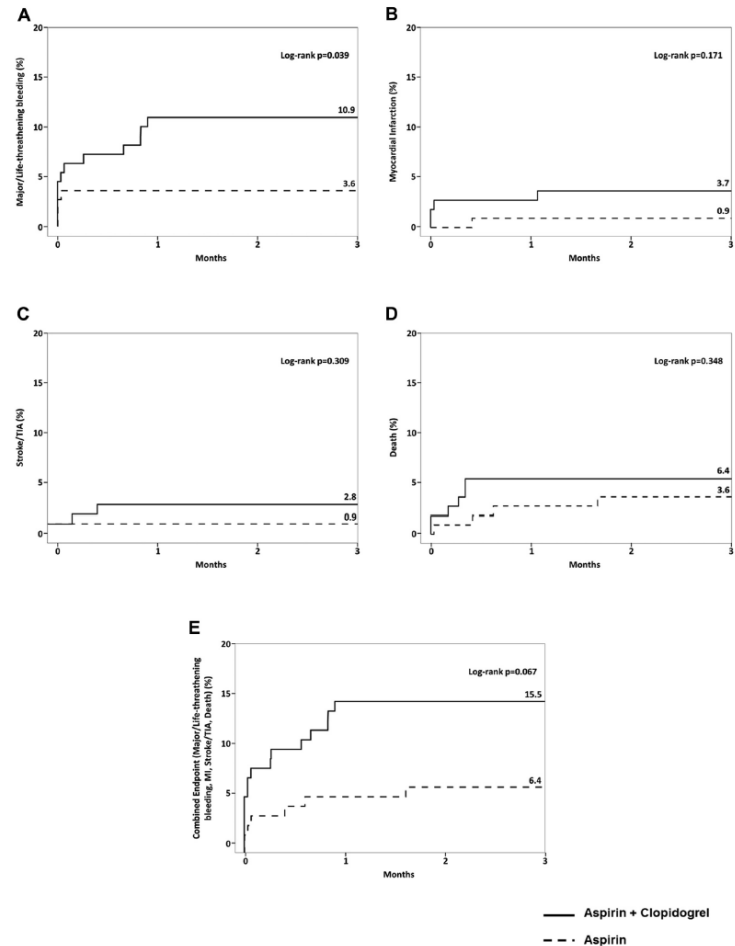 A
Major/Life-threathening bleeding (%)
20
15
10
5
0
Log-rank p=0.039
10.9
3.6
0 1 2 3
Months
B
Myocardial Infarction (%)
20
15
10
5
0
Log-rank p=0.171
3.7
0.9
0 1 2 3
Months
C
Stroke/TIA (%)
20
15
10
5
0
Log-rank p=0.309
2.8
0.9
0 1 2 3
Months
D
Death (%)
20
15
10
5
0
Log-rank p=0.348
6.4
3.6
0 1 2 3
Months
E
Combined Endpoint (Major/Life-threathening
bleeding, MI, Stroke/TIA, Death) (%)
20
15
10
5
0
Log-rank p=0.067
15.5
6.4
0 1 2 3
Months
Aspirin + Clopidogrel
Aspirin